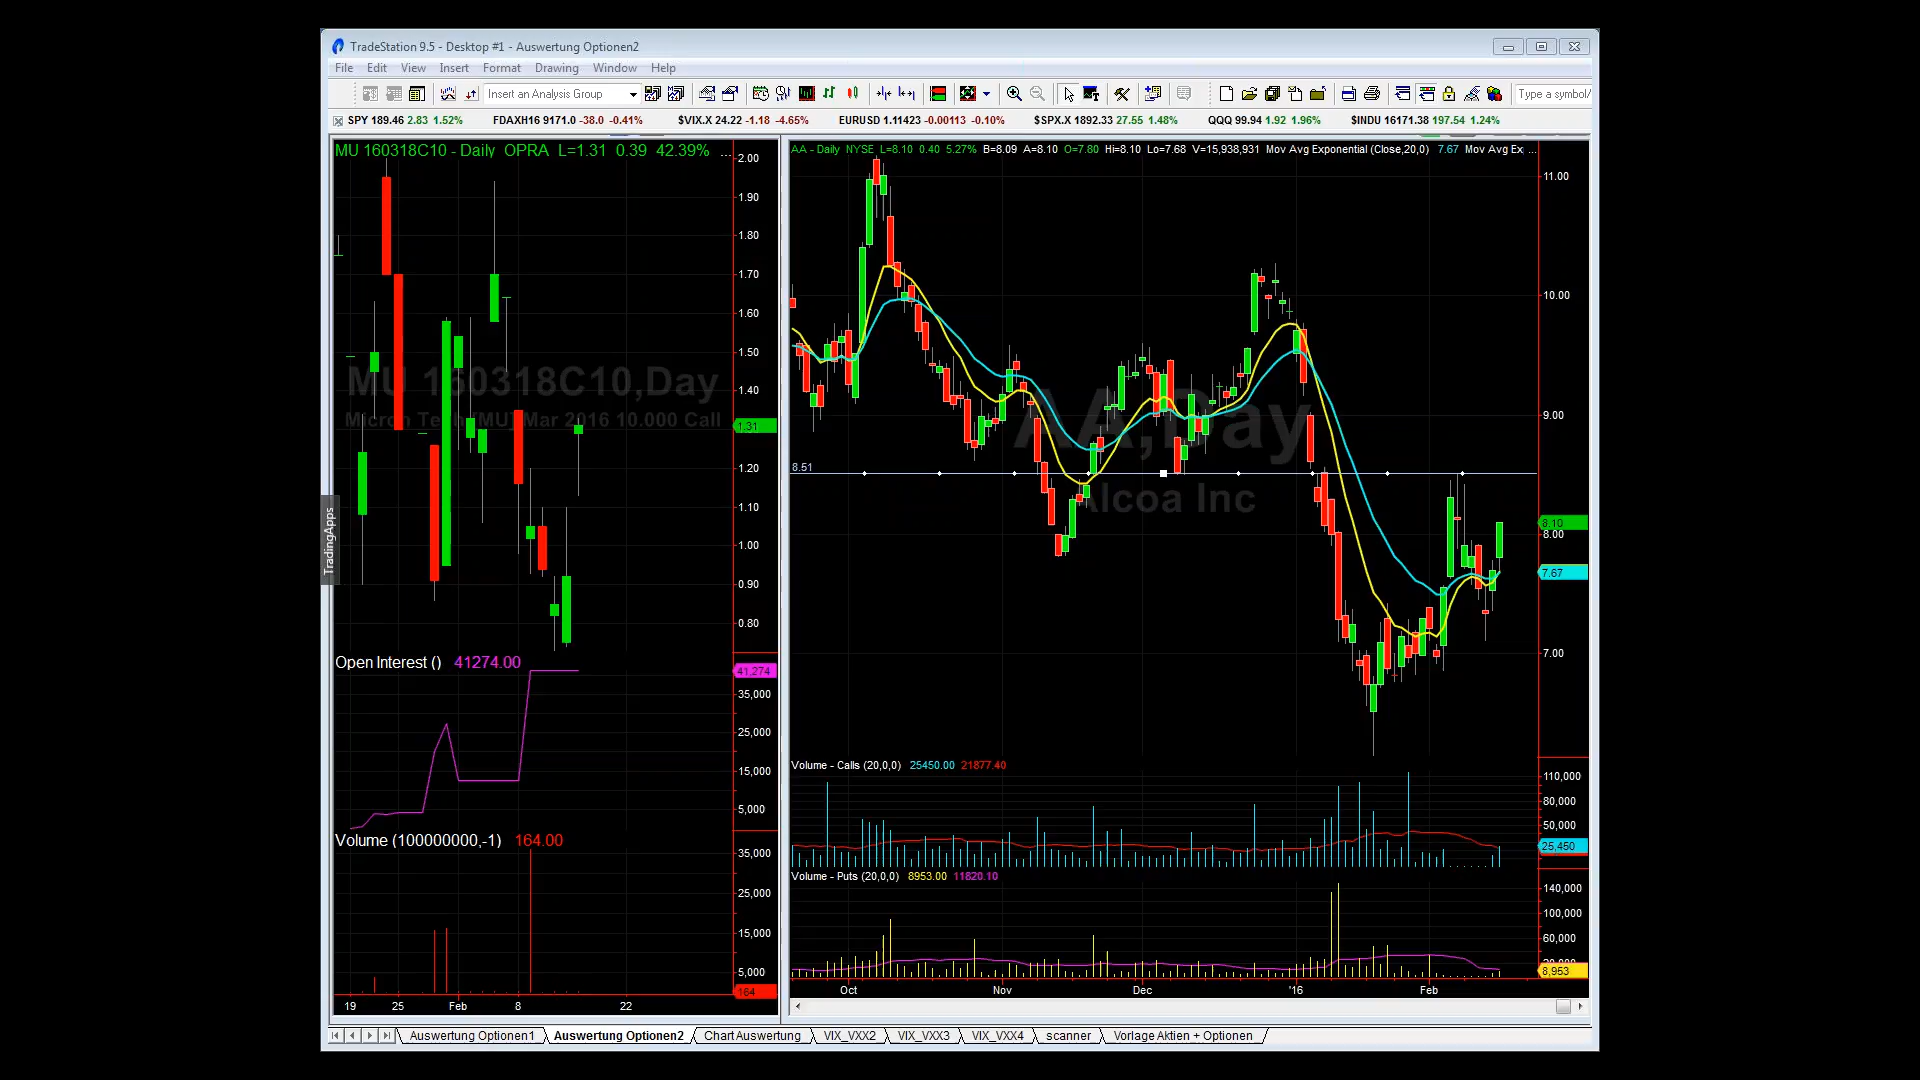 TradeStation 9.5 - Desktop #1 - Auswertung Optionen2
File Edit View Insert Format Drawing Window Help
Insert an Analysis Group
Type a symbol/
SPY 189.46 2.83 1.52% FDAXH16 9171.0 -38.0 -0.41% $VIX.X 24.22 -1.18 -4.65% EURUSD 1.11423 -0.00113 -0.10% $SPX.X 1892.33 27.55 1.48% QQQ 99.94 1.92 1.96% $INDU 16171.38 197.54 1.24%
MU 160318C10 - Daily OPRA L=1.31 0.39 42.39% ...
2.00
1.90
1.80
1.70
1.60
1.50
1.40
1.31
1.20
1.10
1.00
0.90
0.80
MU 160318C10,Day
Micron Tech [MU] Mar 2016 10.000 Call
TradingApps
Open Interest () 41274.00
41,274
35,000
25,000
15,000
5,000
Volume (100000000,-1) 164.00
35,000
25,000
15,000
5,000
164
19 25 Feb 8 22
AA - Daily NYSE L=8.10 0.40 5.27% B=8.09 A=8.10 O=7.80 Hi=8.10 Lo=7.68 V=15,938,931 Mov Avg Exponential (Close,20,0) 7.67 Mov Avg Ex ...
11.00
10.00
9.00
8.10
8.00
7.67
7.00
AA,Day
Alcoa Inc
8.51
Volume - Calls (20,0,0) 25450.00 21877.40
110,000
80,000
50,000
25,450
Volume - Puts (20,0,0) 8953.00 11820.10
140,000
100,000
60,000
8,953
Oct Nov Dec '16 Feb
Auswertung Optionen1 Auswertung Optionen2 ChartAuswertung VIX_VXX2 VIX_VXX3 VIX_VXX4 scanner Vorlage Aktien + Optionen